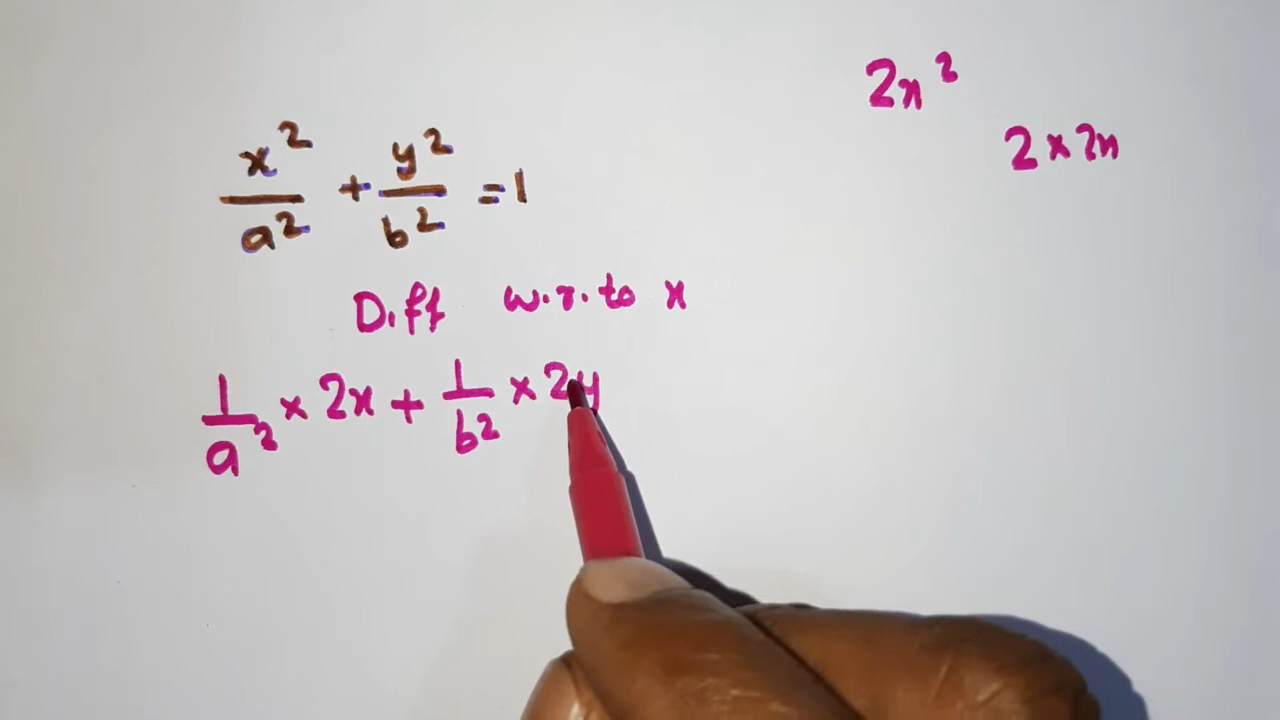 2x²
2 × 2x
x²/a² + y²/b² = 1
Diff w.r.to x
1/a² × 2x + 1/b² × 2y